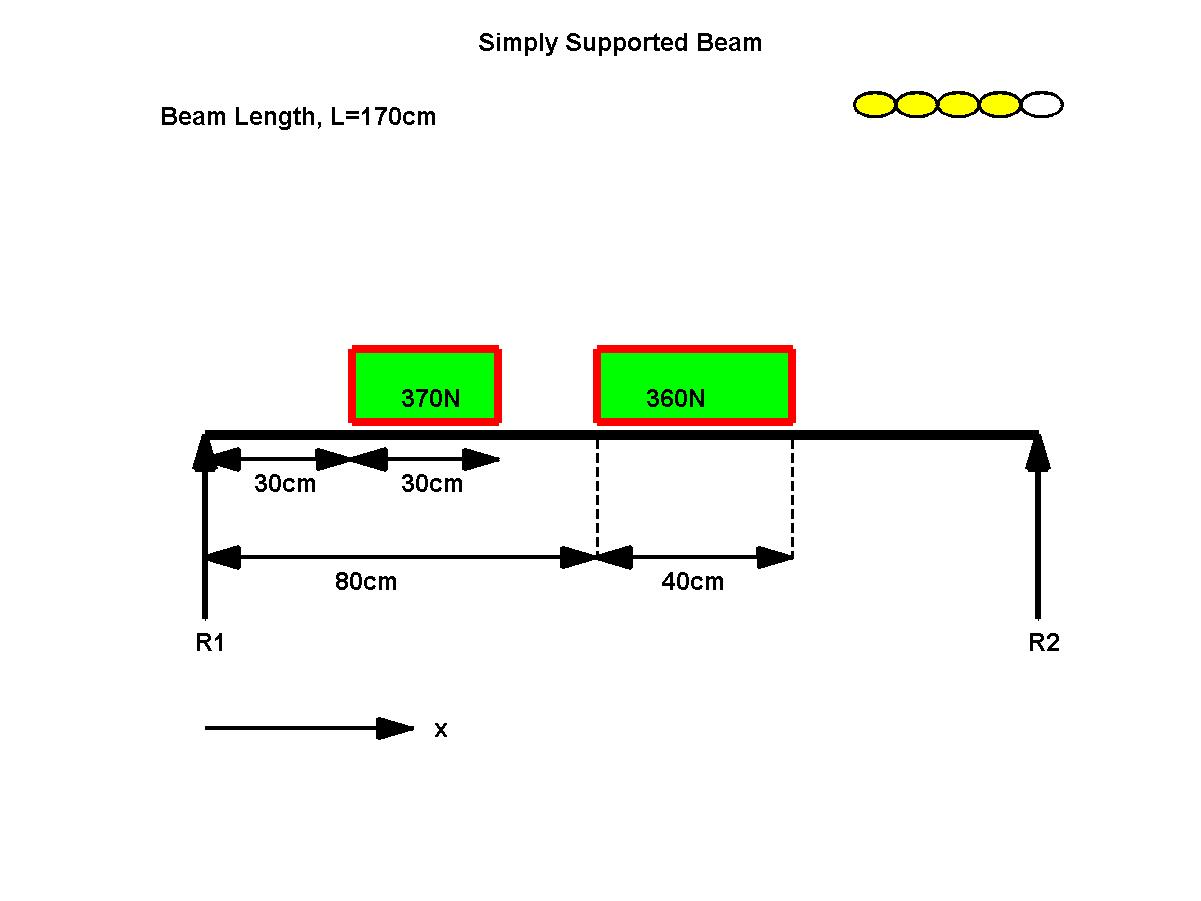 Simply Supported Beam
Beam Length, L=170cm
370N
360N
30cm
30cm
80cm
40cm
R1
R2
x